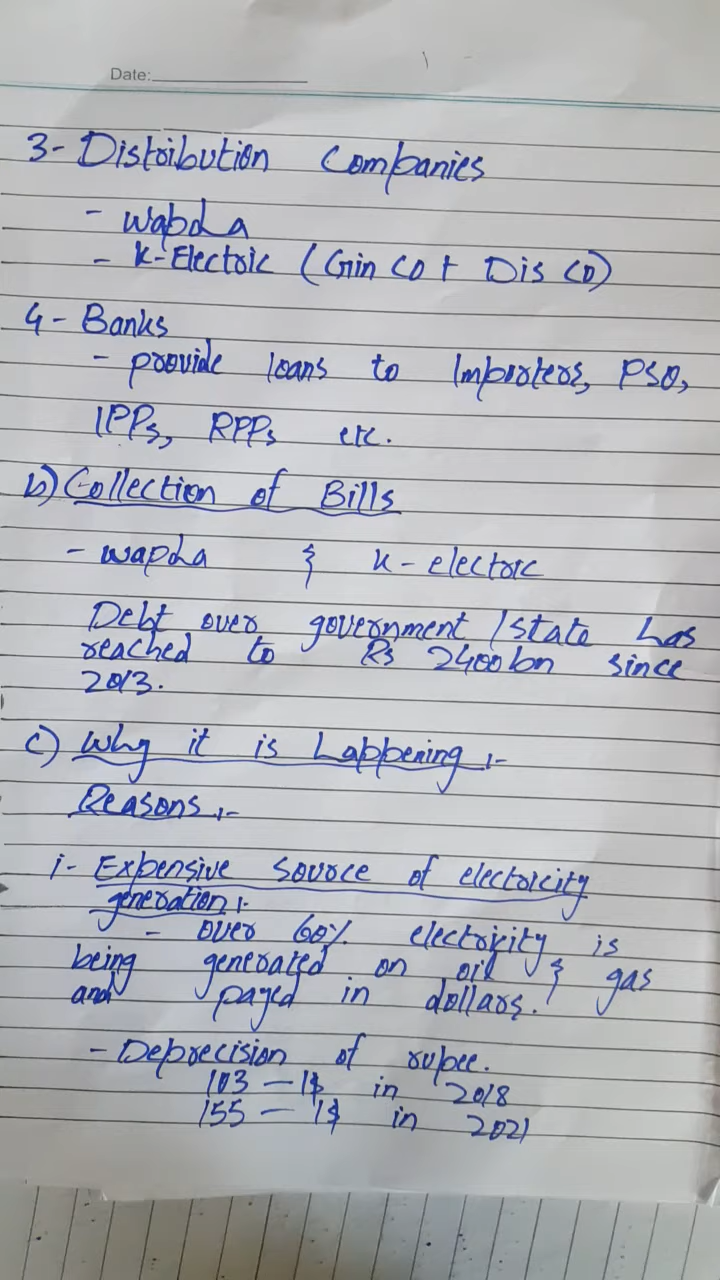 Date:
3- Distribution Companies
- Wapda
- K-Electric (Gin Co + Dis Co)
4- Banks
- provide loans to Importers, PSO,
IPPs, RPPs etc.
b) Collection of Bills
- wapda & K-electric
Debt over government / state has
reached to Rs 2400bn since
2013.
c) Why it is happening :-
Reasons :-
i- Expensive source of electricity
generation :-
- over 60% electricity is
being generated on oil & gas
and payed in dollars.
- Deprecision of rupee.
103 - 1$ in 2018
155 - 1$ in 2021